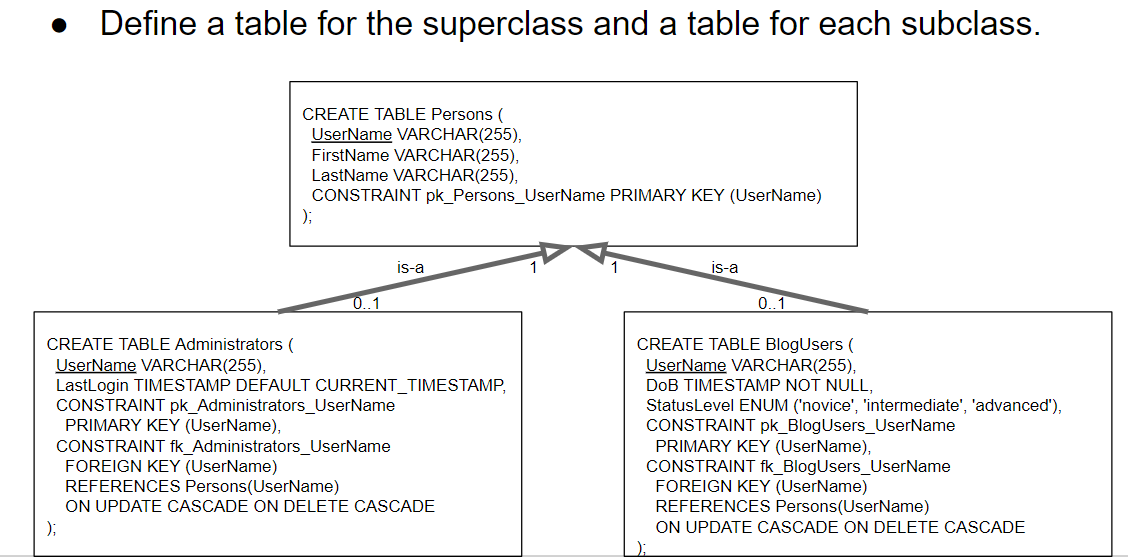 ● Define a table for the superclass and a table for each subclass.
CREATE TABLE Persons (
UserName VARCHAR(255),
FirstName VARCHAR(255),
LastName VARCHAR(255),
CONSTRAINT pk_Persons_UserName PRIMARY KEY (UserName)
);
is-a 1 1 is-a
0..1 0..1
CREATE TABLE Administrators (
UserName VARCHAR(255),
LastLogin TIMESTAMP DEFAULT CURRENT_TIMESTAMP,
CONSTRAINT pk_Administrators_UserName
PRIMARY KEY (UserName),
CONSTRAINT fk_Administrators_UserName
FOREIGN KEY (UserName)
REFERENCES Persons(UserName)
ON UPDATE CASCADE ON DELETE CASCADE
);
CREATE TABLE BlogUsers (
UserName VARCHAR(255),
DoB TIMESTAMP NOT NULL,
StatusLevel ENUM ('novice', 'intermediate', 'advanced'),
CONSTRAINT pk_BlogUsers_UserName
PRIMARY KEY (UserName),
CONSTRAINT fk_BlogUsers_UserName
FOREIGN KEY (UserName)
REFERENCES Persons(UserName)
ON UPDATE CASCADE ON DELETE CASCADE
);